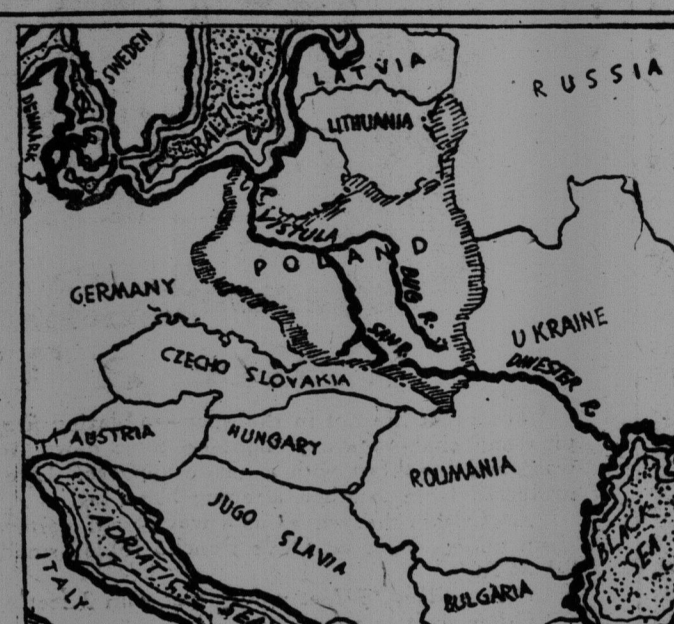 SWEDEN
BALTIC SEA
LATVIA
RUSSIA
DENMARK
LITHUANIA
R.
VISTULA
POLAND
BUG R.
GERMANY
SAN R.
UKRAINE
CZECHO SLOVAKIA
DNIESTER R.
AUSTRIA
HUNGARY
ROUMANIA
JUGO SLAVIA
BLACK SEA
ADRIATIC SEA
ITALY
BULGARIA